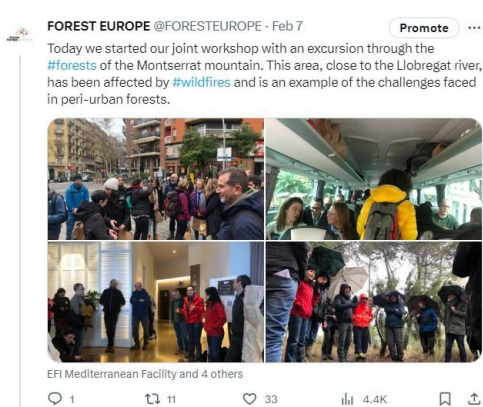 FOREST EUROPE @FORESTEUROPE · Feb 7
Promote
Today we started our joint workshop with an excursion through the
#forests of the Montserrat mountain. This area, close to the Llobregat river,
has been affected by #wildfires and is an example of the challenges faced
in peri-urban forests.
EFI Mediterranean Facility and 4 others
1 11 33 4.4K